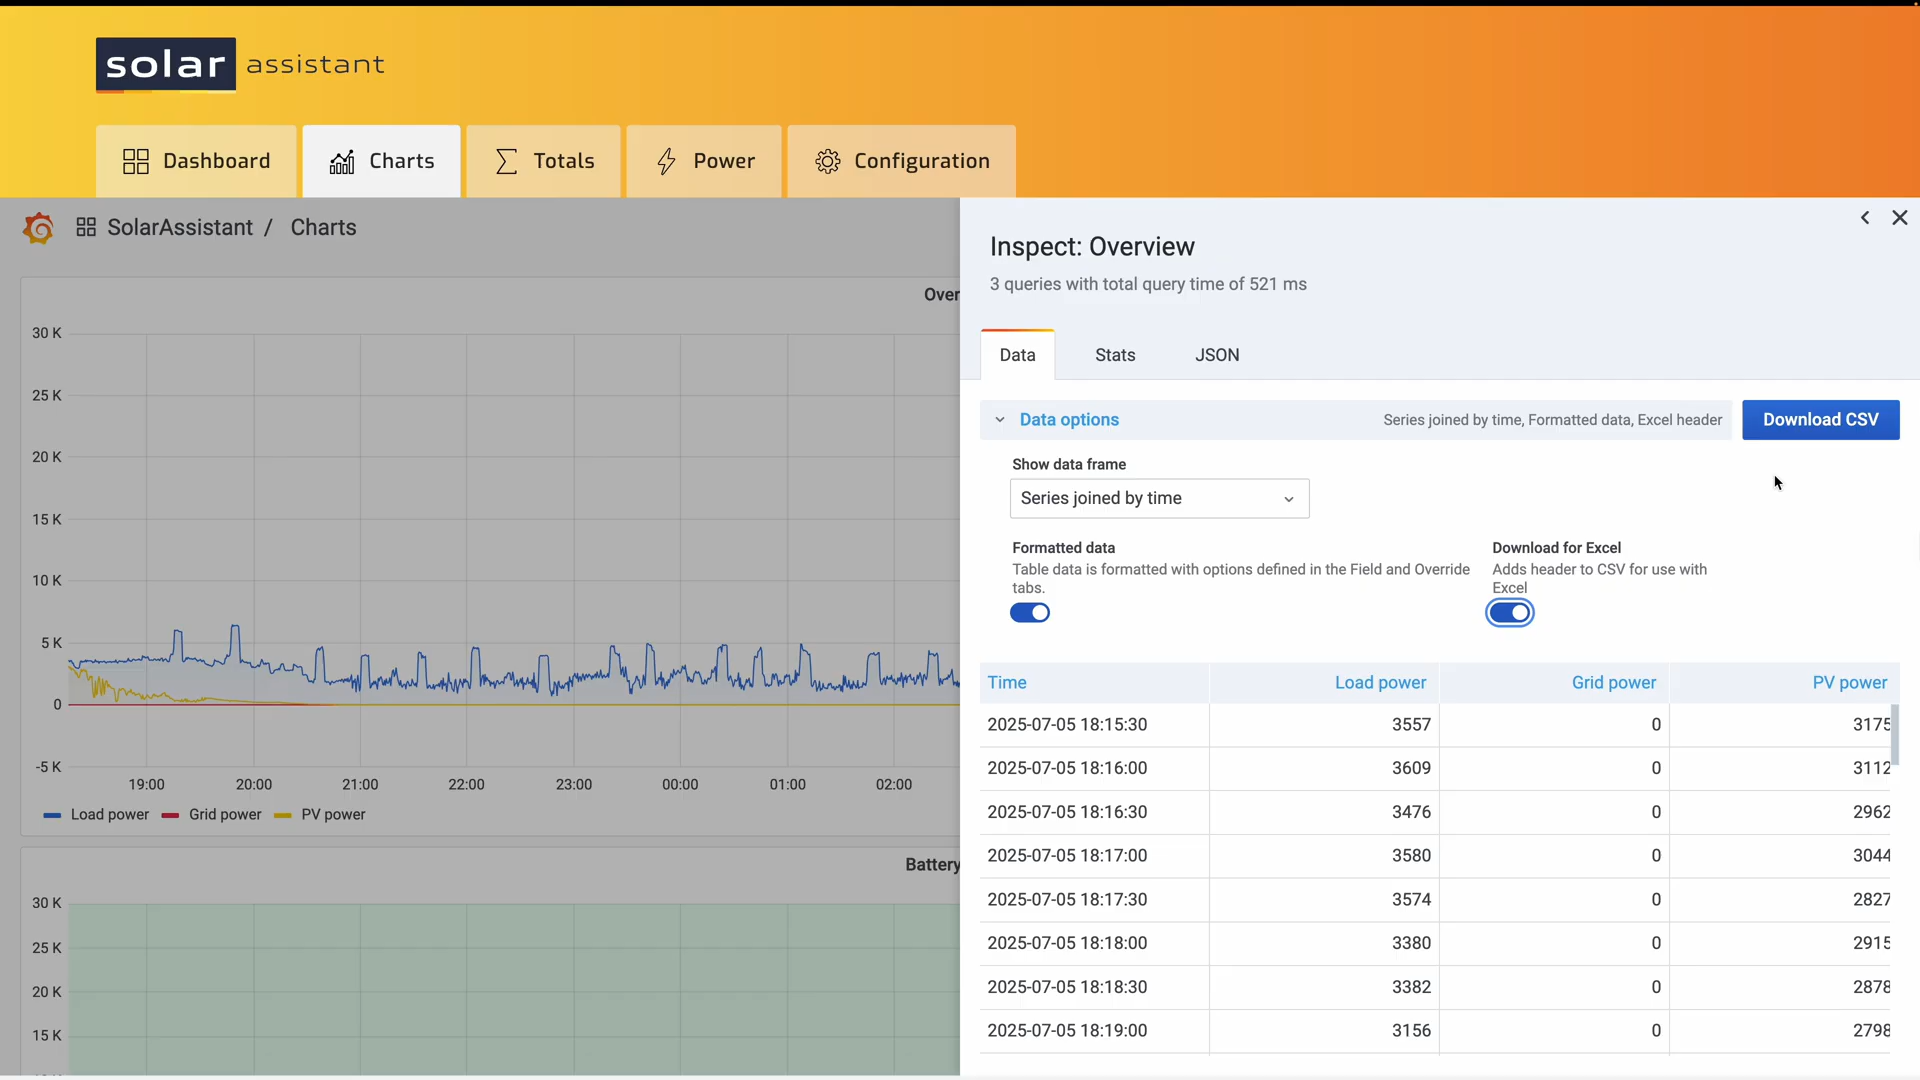 solar assistant
Dashboard
Charts
Totals
Power
Configuration
SolarAssistant / Charts
Over
30 K
25 K
20 K
15 K
10 K
5 K
0
-5 K
19:00 20:00 21:00 22:00 23:00 00:00 01:00 02:00
Load power Grid power PV power
Battery
30 K
25 K
20 K
15 K
Inspect: Overview
3 queries with total query time of 521 ms
Data Stats JSON
Data options
Series joined by time, Formatted data, Excel header
Download CSV
Show data frame
Series joined by time
Formatted data
Table data is formatted with options defined in the Field and Override
tabs.
Download for Excel
Adds header to CSV for use with
Excel
Time Load power Grid power PV power
2025-07-05 18:15:30 3557 0 3175
2025-07-05 18:16:00 3609 0 3112
2025-07-05 18:16:30 3476 0 2962
2025-07-05 18:17:00 3580 0 3044
2025-07-05 18:17:30 3574 0 2827
2025-07-05 18:18:00 3380 0 2915
2025-07-05 18:18:30 3382 0 2878
2025-07-05 18:19:00 3156 0 2798